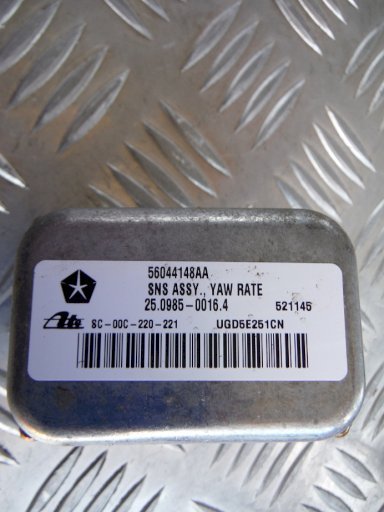 56044148AA
SNS ASSY., YAW RATE
25.0985-0016.4 521145
Ate SC-00C-220-221 UGD5E251CN